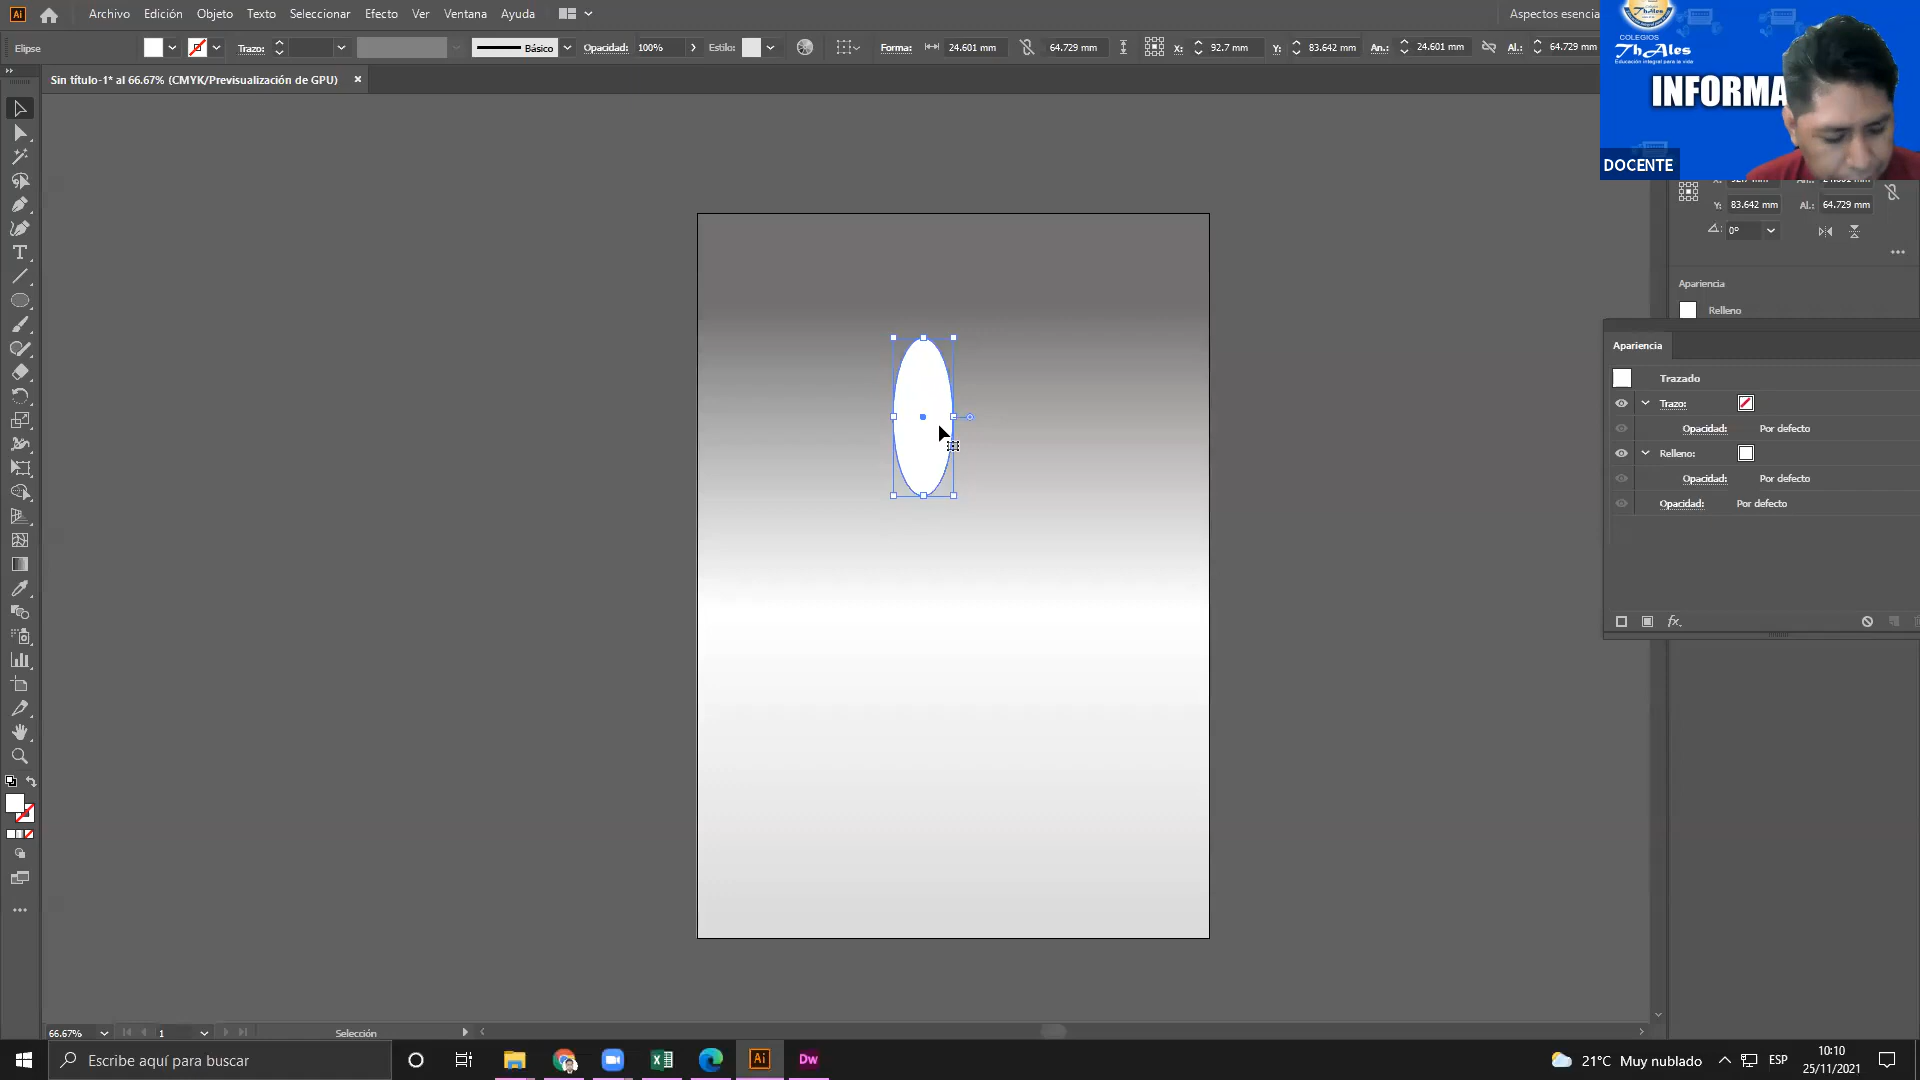 Ai Archivo Edición Objeto Texto Seleccionar Efecto Ver Ventana Ayuda Aspectos esencia
Elipse Trazo: Básico Opacidad: 100% Estilo: Forma: 24.601 mm 64.729 mm X: 92.7 mm Y: 83.642 mm An.: 24.601 mm Al.: 64.729 mm
Sin título-1* al 66.67% (CMYK/Previsualización de GPU) ×
COLEGIOS
ThAles
Educación integral para la vida
INFORMA
DOCENTE
Y: 83.642 mm Al.: 64.729 mm
0°
Apariencia
Relleno
Apariencia
Trazado
Trazo:
Opacidad: Por defecto
Relleno:
Opacidad: Por defecto
Opacidad: Por defecto
fx.
66.67% 1 Selección
Escribe aquí para buscar
Ai Dw
21°C Muy nublado ESP
10:10
25/11/2021